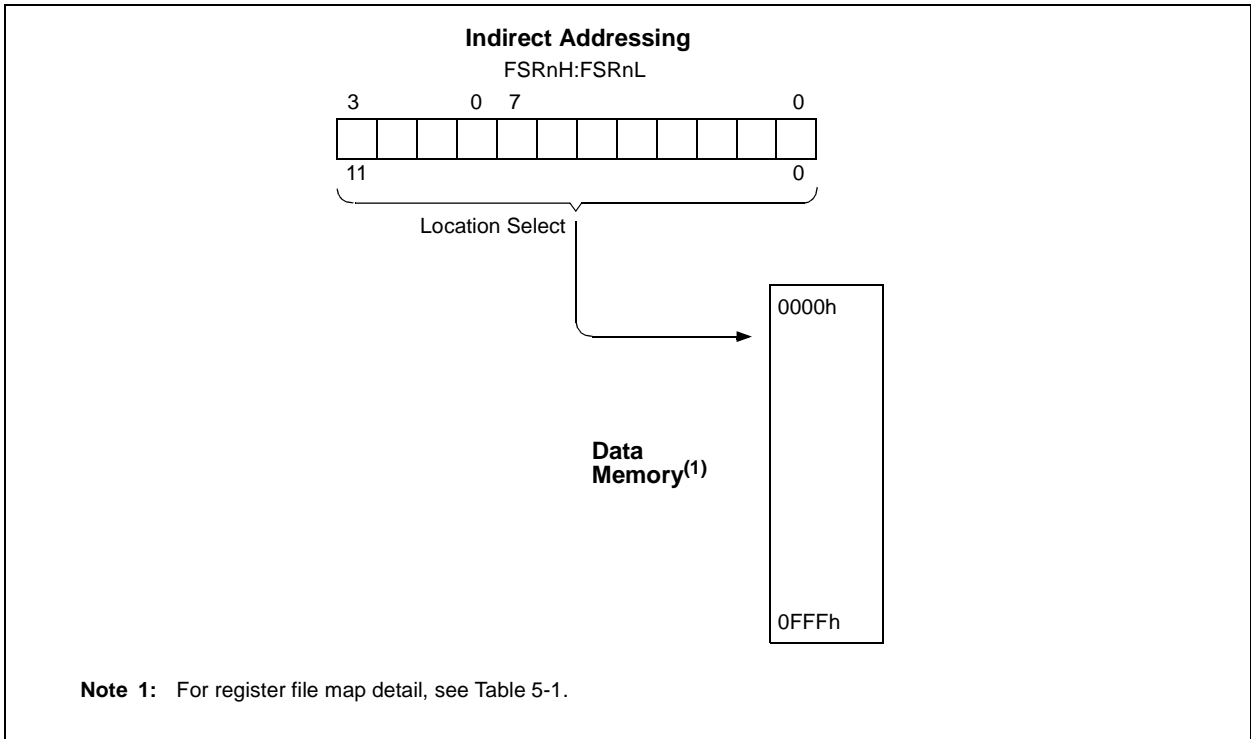 Indirect Addressing
FSRnH:FSRnL
3 0 7 0
11 0
Location Select
0000h
Data
Memory(1)
0FFFh
Note 1: For register file map detail, see Table 5-1.